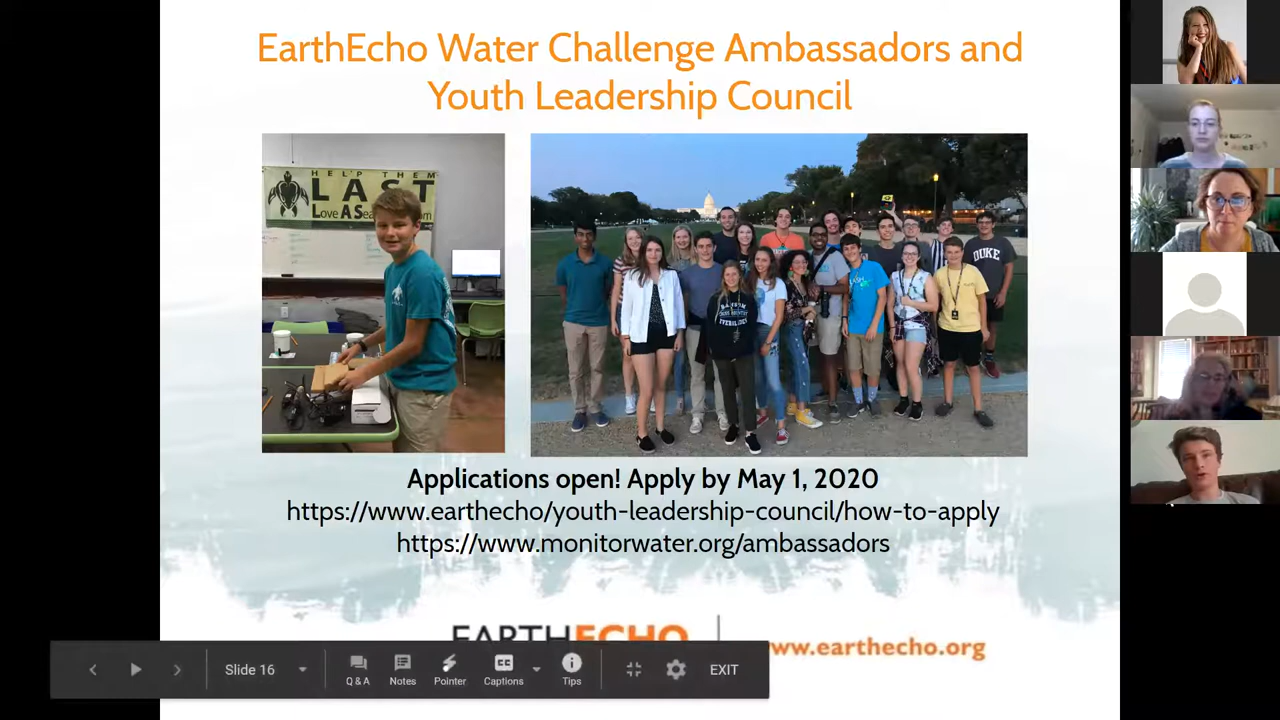 EarthEcho Water Challenge Ambassadors and
Youth Leadership Council
HELP THEM
LAST
Love A Sea
DUKE
Applications open! Apply by May 1, 2020
https://www.earthecho/youth-leadership-council/how-to-apply
https://www.monitorwater.org/ambassadors
EARTHECHO
www.earthecho.org
Slide 16
Q & A
Notes
Pointer
Captions
Tips
EXIT